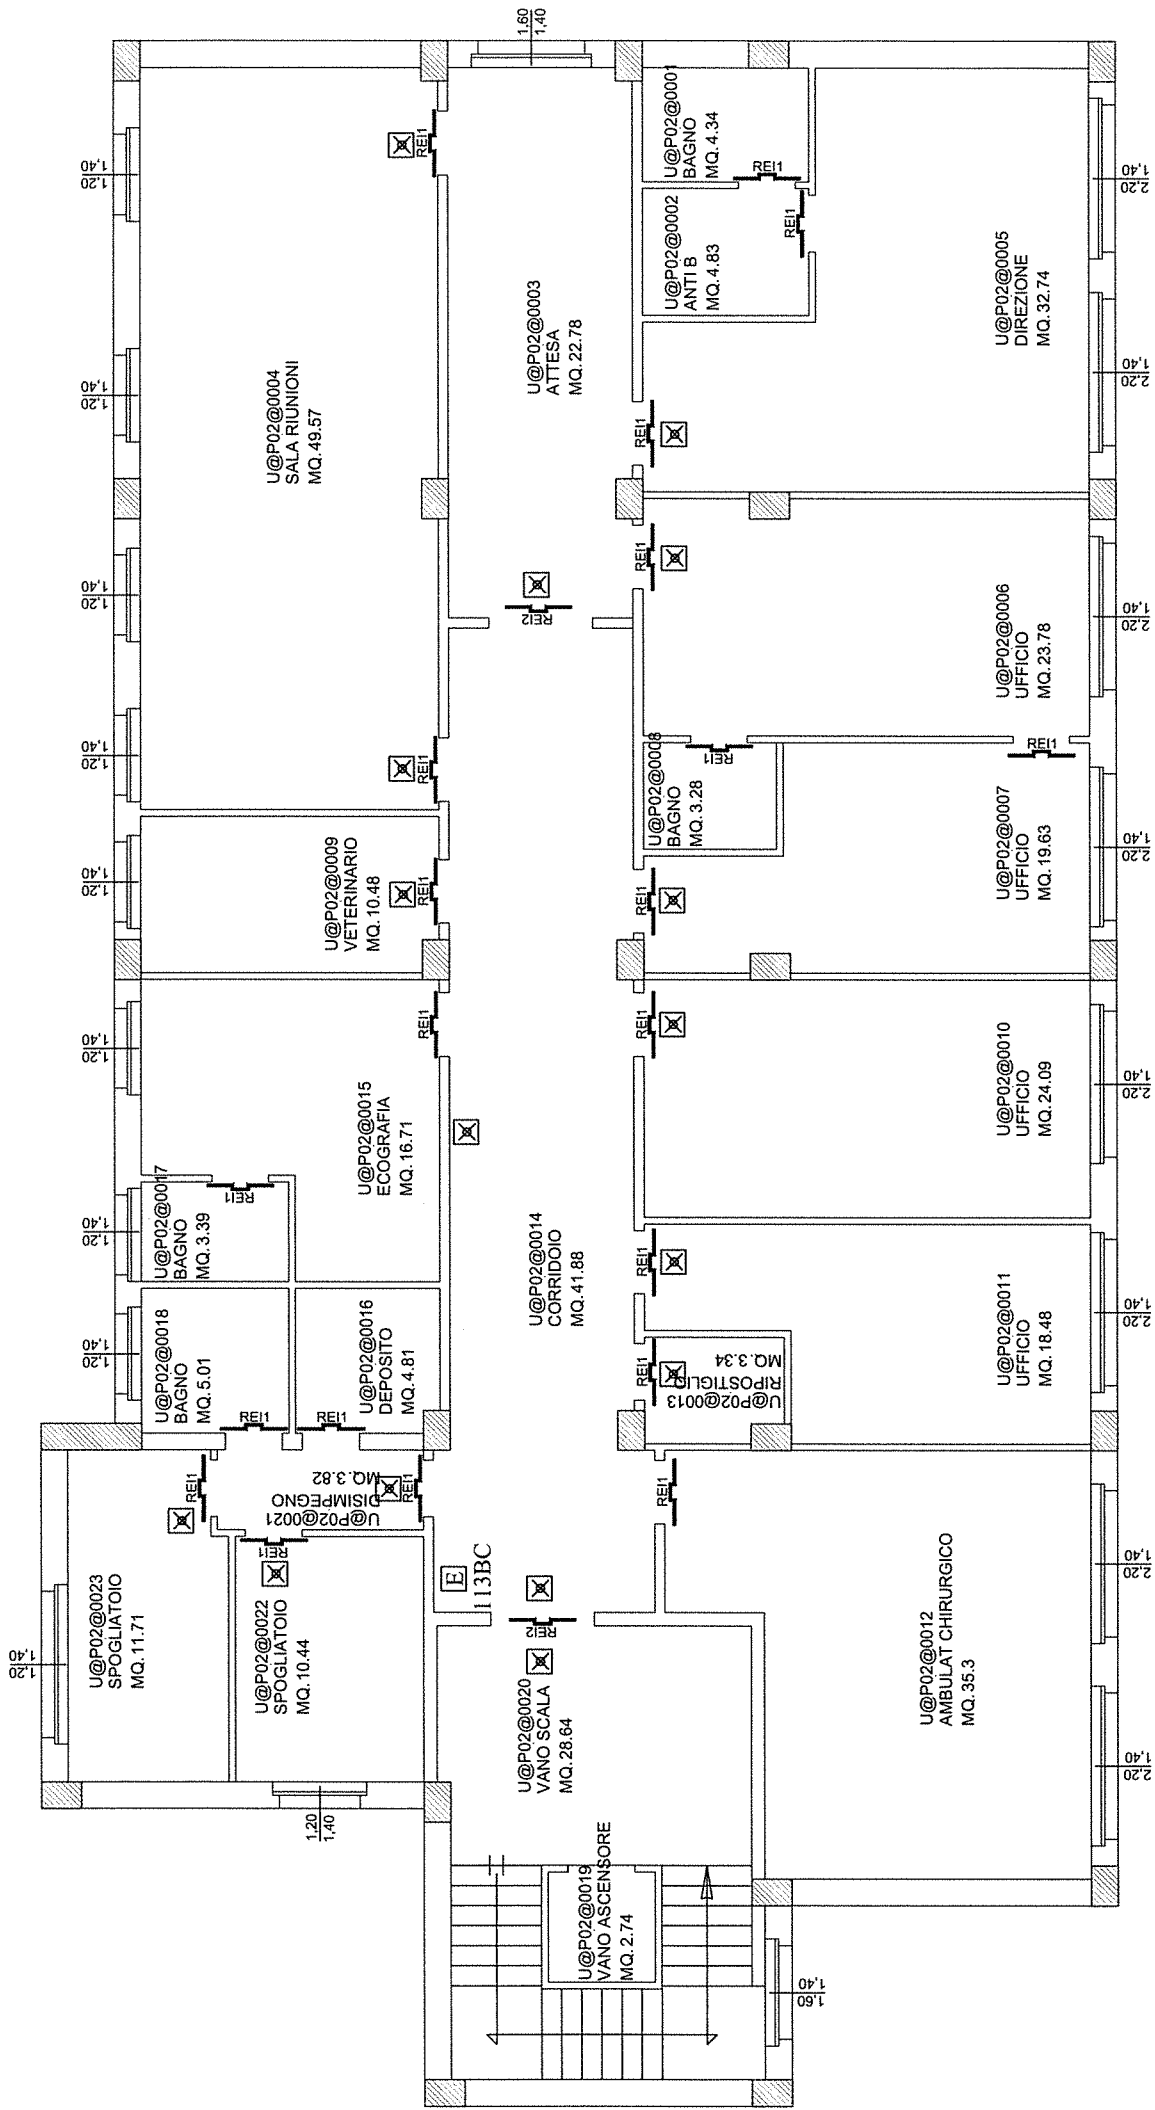 1,60
1,40
1,40
1,20
REI1
U@P02@0001
BAGNO
MQ.4.34
REI1
1,40
2,20
U@P02@0002
ANTI B
MQ.4.83
REI1
U@P02@0003
ATTESA
MQ.22.78
U@P02@0005
DIREZIONE
MQ.32.74
1,40
1,20
U@P02@0004
SALA RIUNIONI
MQ.49.57
1,40
2,20
REI1
REI1
1,40
1,20
REI2
1,40
2,20
U@P02@0006
UFFICIO
MQ.23.78
1,40
1,20
REI1
REI1
REI1
U@P02@0008
BAGNO
MQ.3.28
U@P02@0007
UFFICIO
MQ.19.63
1,40
2,20
1,40
1,20
U@P02@0009
VETERINARIO
MQ.10.48
REI1
REI1
1,40
1,20
REI1
REI1
1,40
2,20
U@P02@0010
UFFICIO
MQ.24.09
U@P02@0015
ECOGRAFIA
MQ.16.71
REI1
1,40
1,20
U@P02@0017
BAGNO
MQ.3.39
U@P02@0014
CORRIDOIO
MQ.41.88
REI1
1,40
2,20
U@P02@0011
UFFICIO
MQ.18.48
1,40
1,20
U@P02@0018
BAGNO
MQ.5.01
U@P02@0016
DEPOSITO
MQ.4.81
REI1
U@P02@0013
RIPOSTIGLIO
MQ.3.34
REI1
REI1
REI1
REI1
U@P02@0021
DISIMPEGNO
MQ.3.82
REI1
REI1
E
113BC
REI2
1,40
1,20
U@P02@0023
SPOGLIATOIO
MQ.11.71
U@P02@0022
SPOGLIATOIO
MQ.10.44
1,40
2,20
U@P02@0012
AMBULAT CHIRURGICO
MQ.35.3
U@P02@0020
VANO SCALA
MQ.28.64
1,40
2,20
1,20
1,40
U@P02@0019
VANO ASCENSORE
MQ.2.74
1,40
1,60